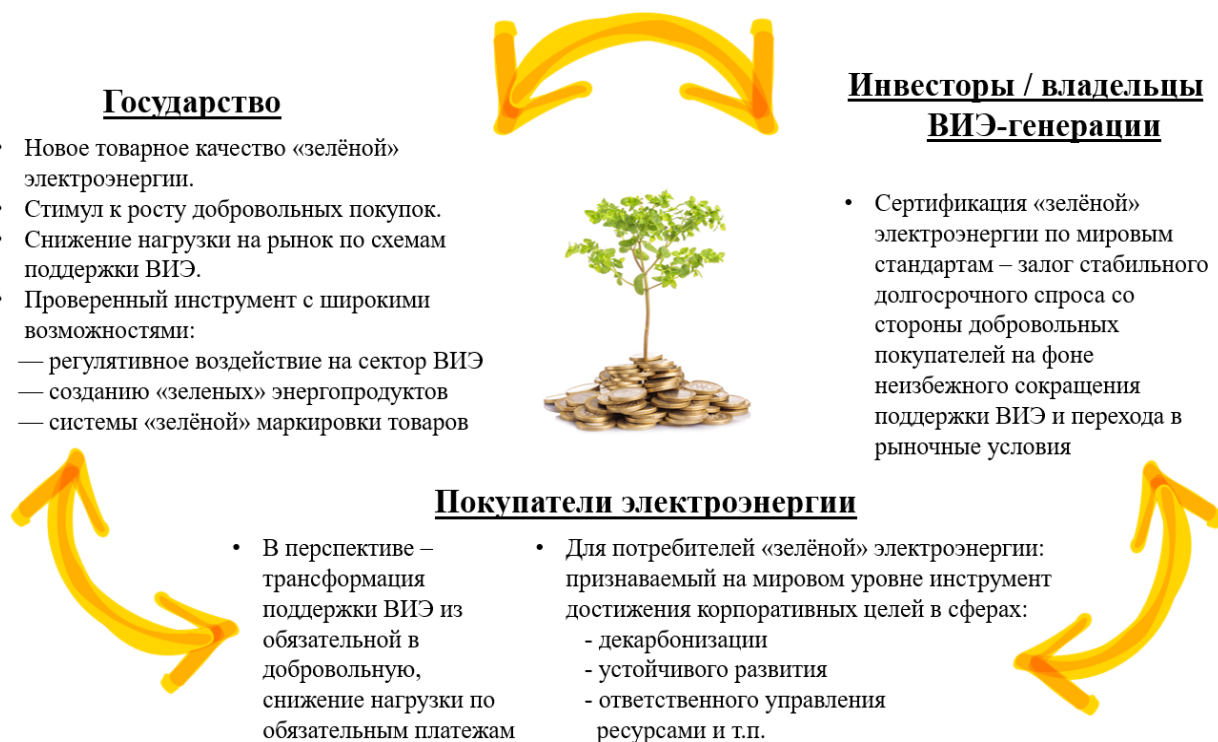 Государство
• Новое товарное качество «зелёной»
электроэнергии.
• Стимул к росту добровольных покупок.
• Снижение нагрузки на рынок по схемам
поддержки ВИЭ.
• Проверенный инструмент с широкими
возможностями:
— регулятивное воздействие на сектор ВИЭ
— созданию «зеленых» энергопродуктов
— системы «зелёной» маркировки товаров
Инвесторы / владельцы
ВИЭ-генерации
• Сертификация «зелёной»
электроэнергии по мировым
стандартам – залог стабильного
долгосрочного спроса со
стороны добровольных
покупателей на фоне
неизбежного сокращения
поддержки ВИЭ и перехода в
рыночные условия
Покупатели электроэнергии
• В перспективе –
трансформация
поддержки ВИЭ из
обязательной в
добровольную,
снижение нагрузки по
обязательным платежам
• Для потребителей «зелёной» электроэнергии:
признаваемый на мировом уровне инструмент
достижения корпоративных целей в сферах:
- декарбонизации
- устойчивого развития
- ответственного управления
ресурсами и т.п.